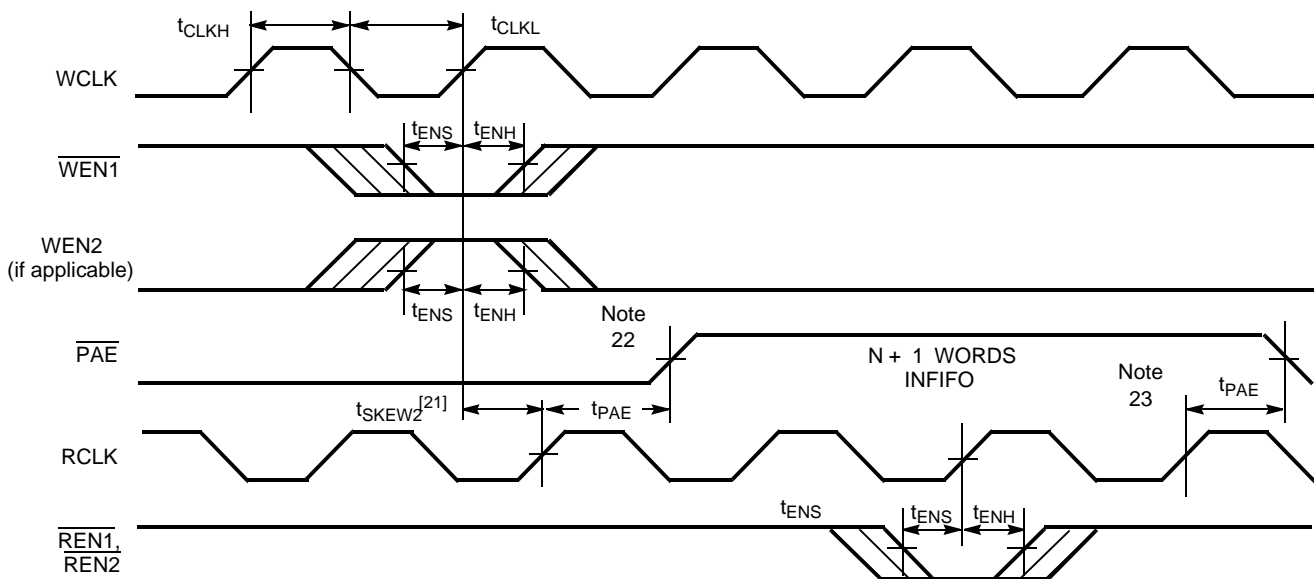 tCLKH
tCLKL
WCLK
tENS
tENH
WEN1
WEN2
(if applicable)
tENS
tENH
Note
22
PAE
N + 1 WORDS
INFIFO
Note
23
tPAE
tSKEW2[21]
tPAE
RCLK
tENS
tENS
tENH
REN1,
REN2